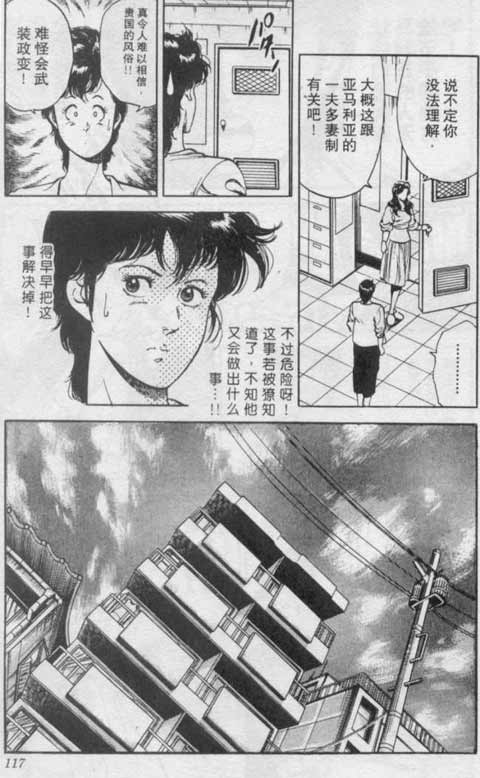 说不定你
没法理解．
大概这跟
亚马利亚的
一夫多妻制
有关吧！
…………
真令人难以相信，
贵国的风俗！！
难怪会武
装政变！
不过危险呀！
这事若被獠知
道了，不知他
又会做出什么
事…!!
得早早把这
事解决掉！
117